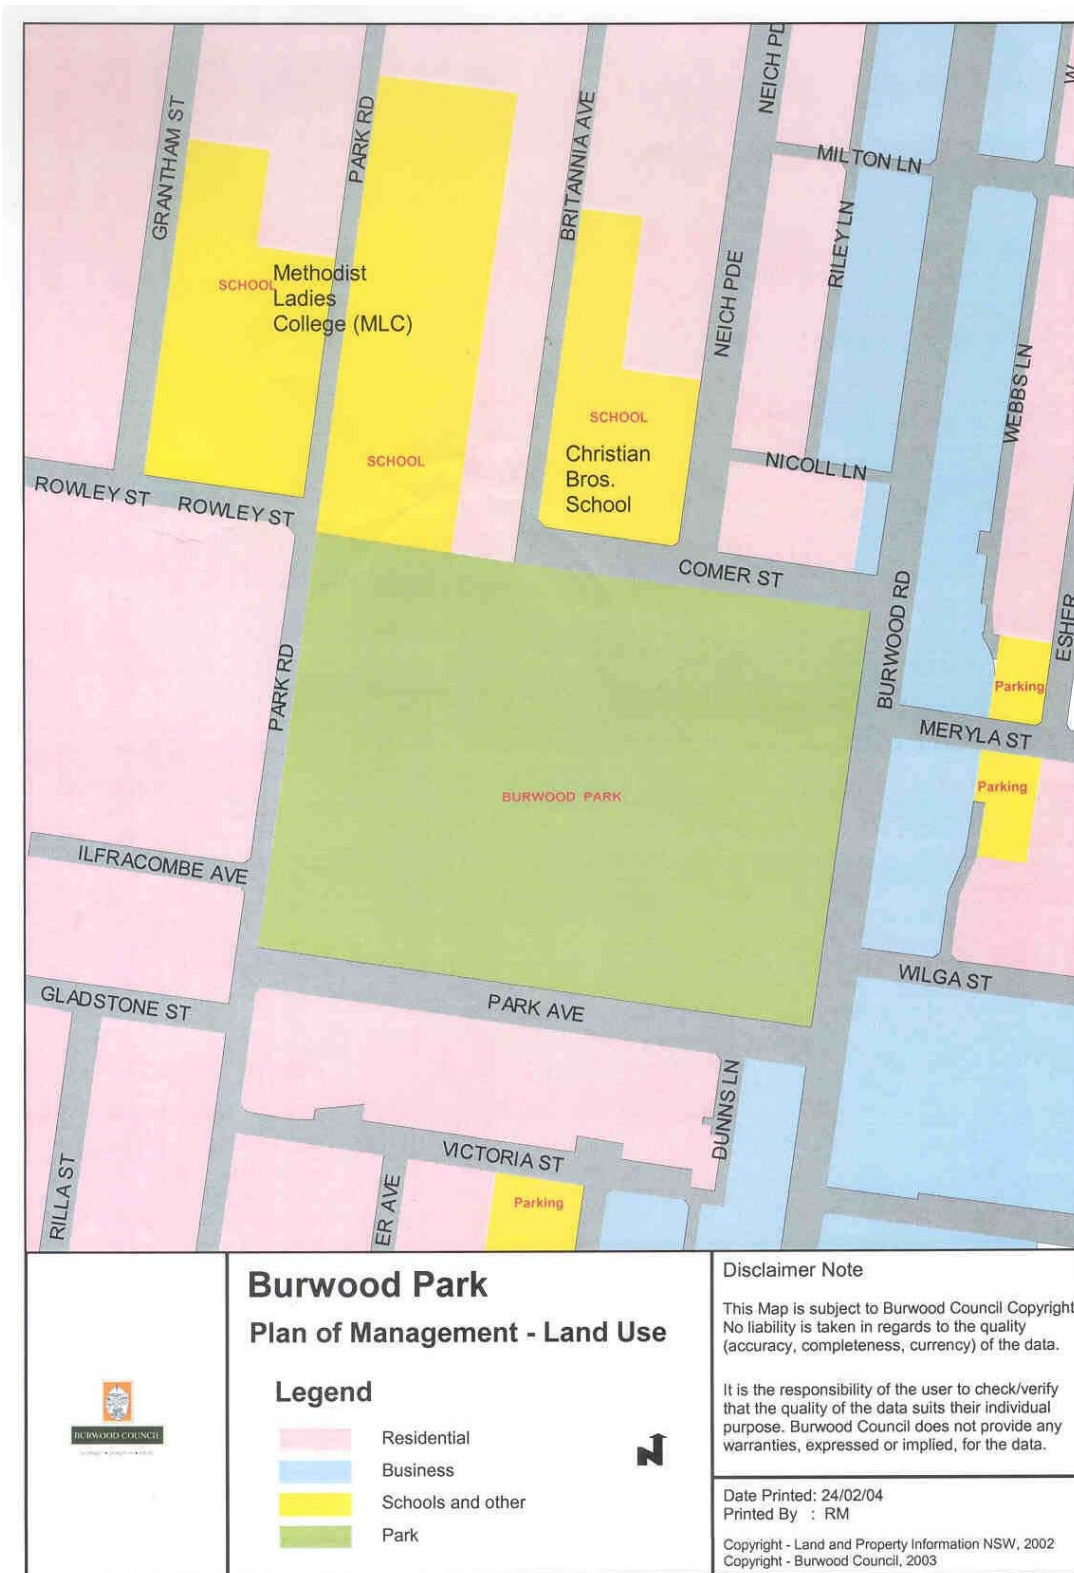 NEICH PDE
W
GRANTHAM ST
PARK RD
BRITANNIA AVE
MILTON LN
RILEY LN
NEICH PDE
SCHOOL
Methodist
Ladies
College (MLC)
WEBBS LN
SCHOOL
SCHOOL
Christian
Bros.
School
NICOLL LN
ROWLEY ST
ROWLEY ST
COMER ST
BURWOOD RD
ESHER
PARK RD
Parking
MERYLA ST
Parking
BURWOOD PARK
ILFRACOMBE AVE
WILGA ST
GLADSTONE ST
PARK AVE
DUNNS LN
VICTORIA ST
RILLA ST
ER AVE
Parking
BURWOOD COUNCIL
Burwood Park
Plan of Management - Land Use
Legend
Residential
Business
Schools and other
Park
N
Disclaimer Note
This Map is subject to Burwood Council Copyright
No liability is taken in regards to the quality
(accuracy, completeness, currency) of the data.
It is the responsibility of the user to check/verify
that the quality of the data suits their individual
purpose. Burwood Council does not provide any
warranties, expressed or implied, for the data.
Date Printed: 24/02/04
Printed By : RM
Copyright - Land and Property Information NSW, 2002
Copyright - Burwood Council, 2003